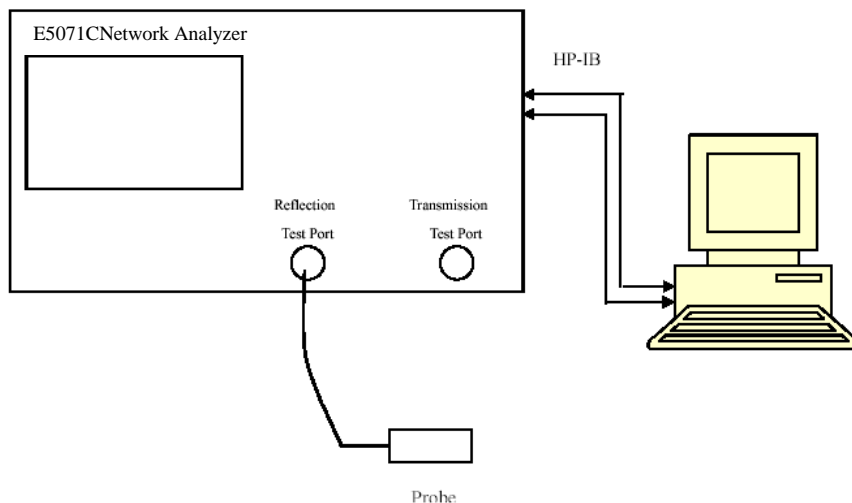 E5071CNetwork Analyzer
HP-IB
Reflection
Test Port
Transmission
Test Port
Probe